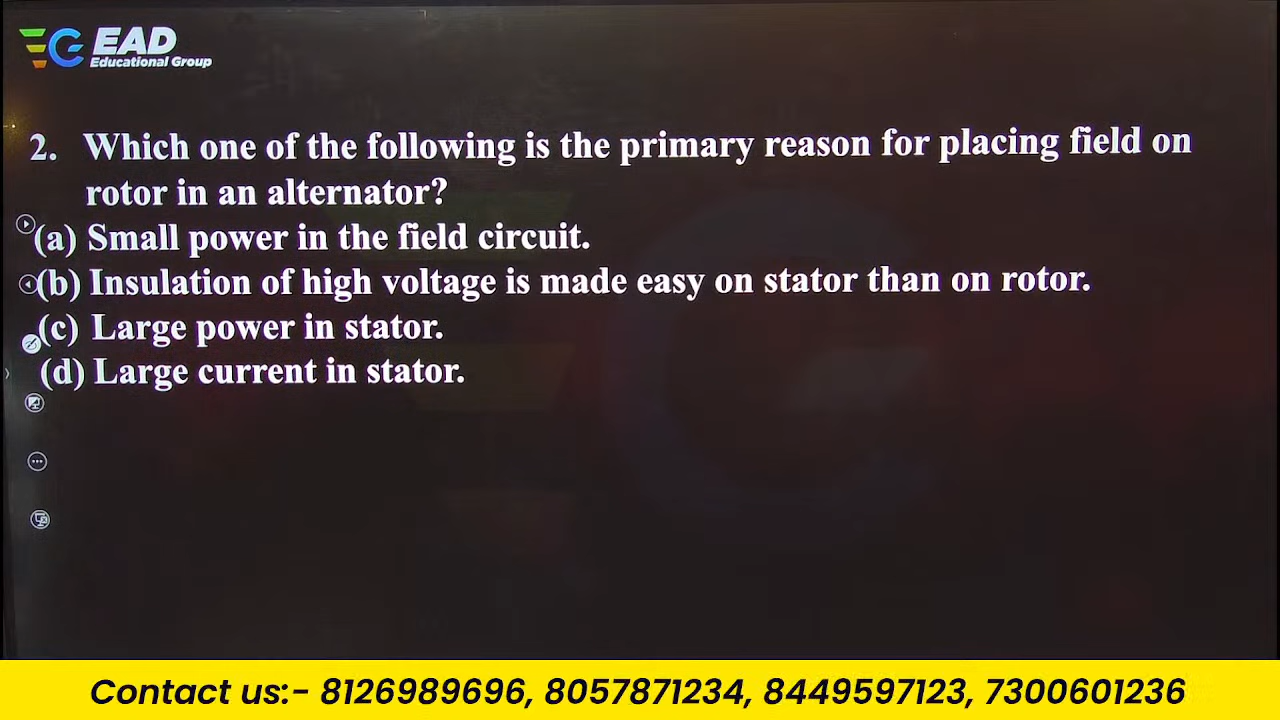 EAD
Educational Group
2. Which one of the following is the primary reason for placing field on
rotor in an alternator?
(a) Small power in the field circuit.
(b) Insulation of high voltage is made easy on stator than on rotor.
(c) Large power in stator.
(d) Large current in stator.
Contact us:- 8126989696, 8057871234, 8449597123, 7300601236